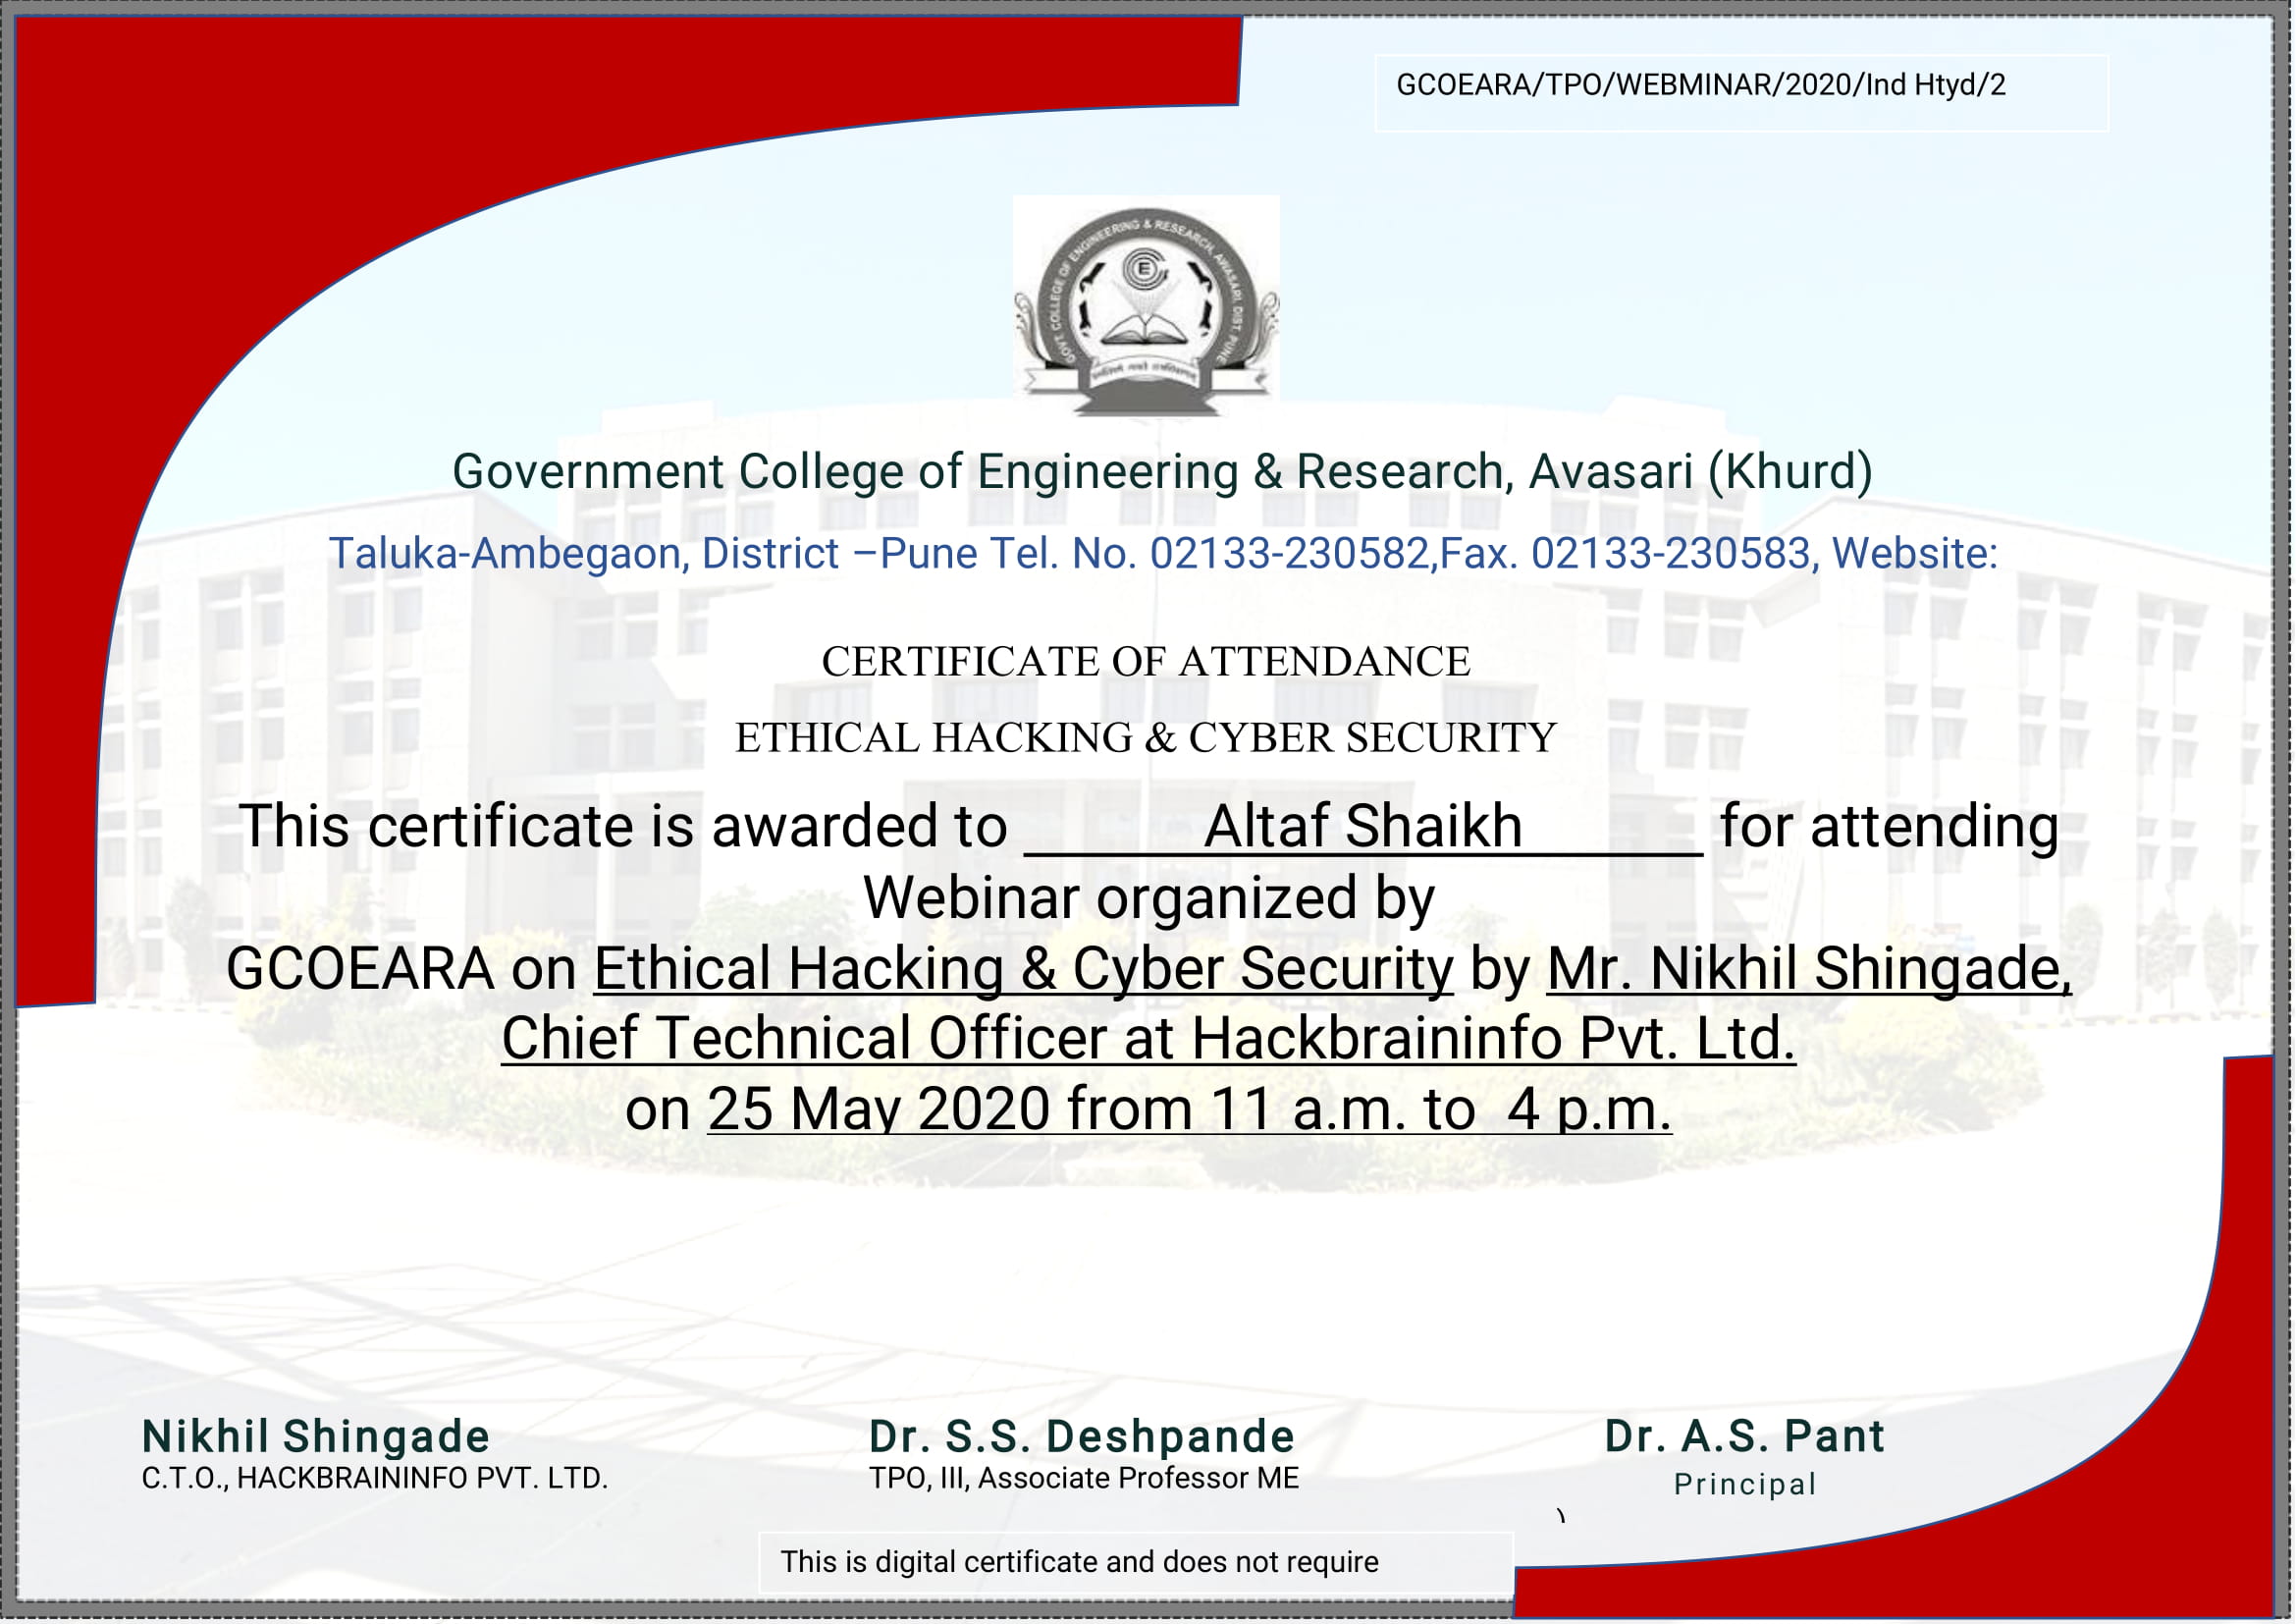 GCOEARA/TPO/WEBMINAR/2020/Ind Htyd/2
GOVT. COLLEGE OF ENGINEERING & RESEARCH, AWASARI, DIST. PUNE
E
Government College of Engineering & Research, Avasari (Khurd)
Taluka-Ambegaon, District –Pune Tel. No. 02133-230582,Fax. 02133-230583, Website:
CERTIFICATE OF ATTENDANCE
ETHICAL HACKING & CYBER SECURITY
This certificate is awarded to Altaf Shaikh for attending
Webinar organized by
GCOEARA on Ethical Hacking & Cyber Security by Mr. Nikhil Shingade,
Chief Technical Officer at Hackbraininfo Pvt. Ltd.
on 25 May 2020 from 11 a.m. to  4 p.m.
Nikhil Shingade
C.T.O., HACKBRAININFO PVT. LTD.
Dr. S.S. Deshpande
TPO, III, Associate Professor ME
Dr. A.S. Pant
Principal
)
This is digital certificate and does not require